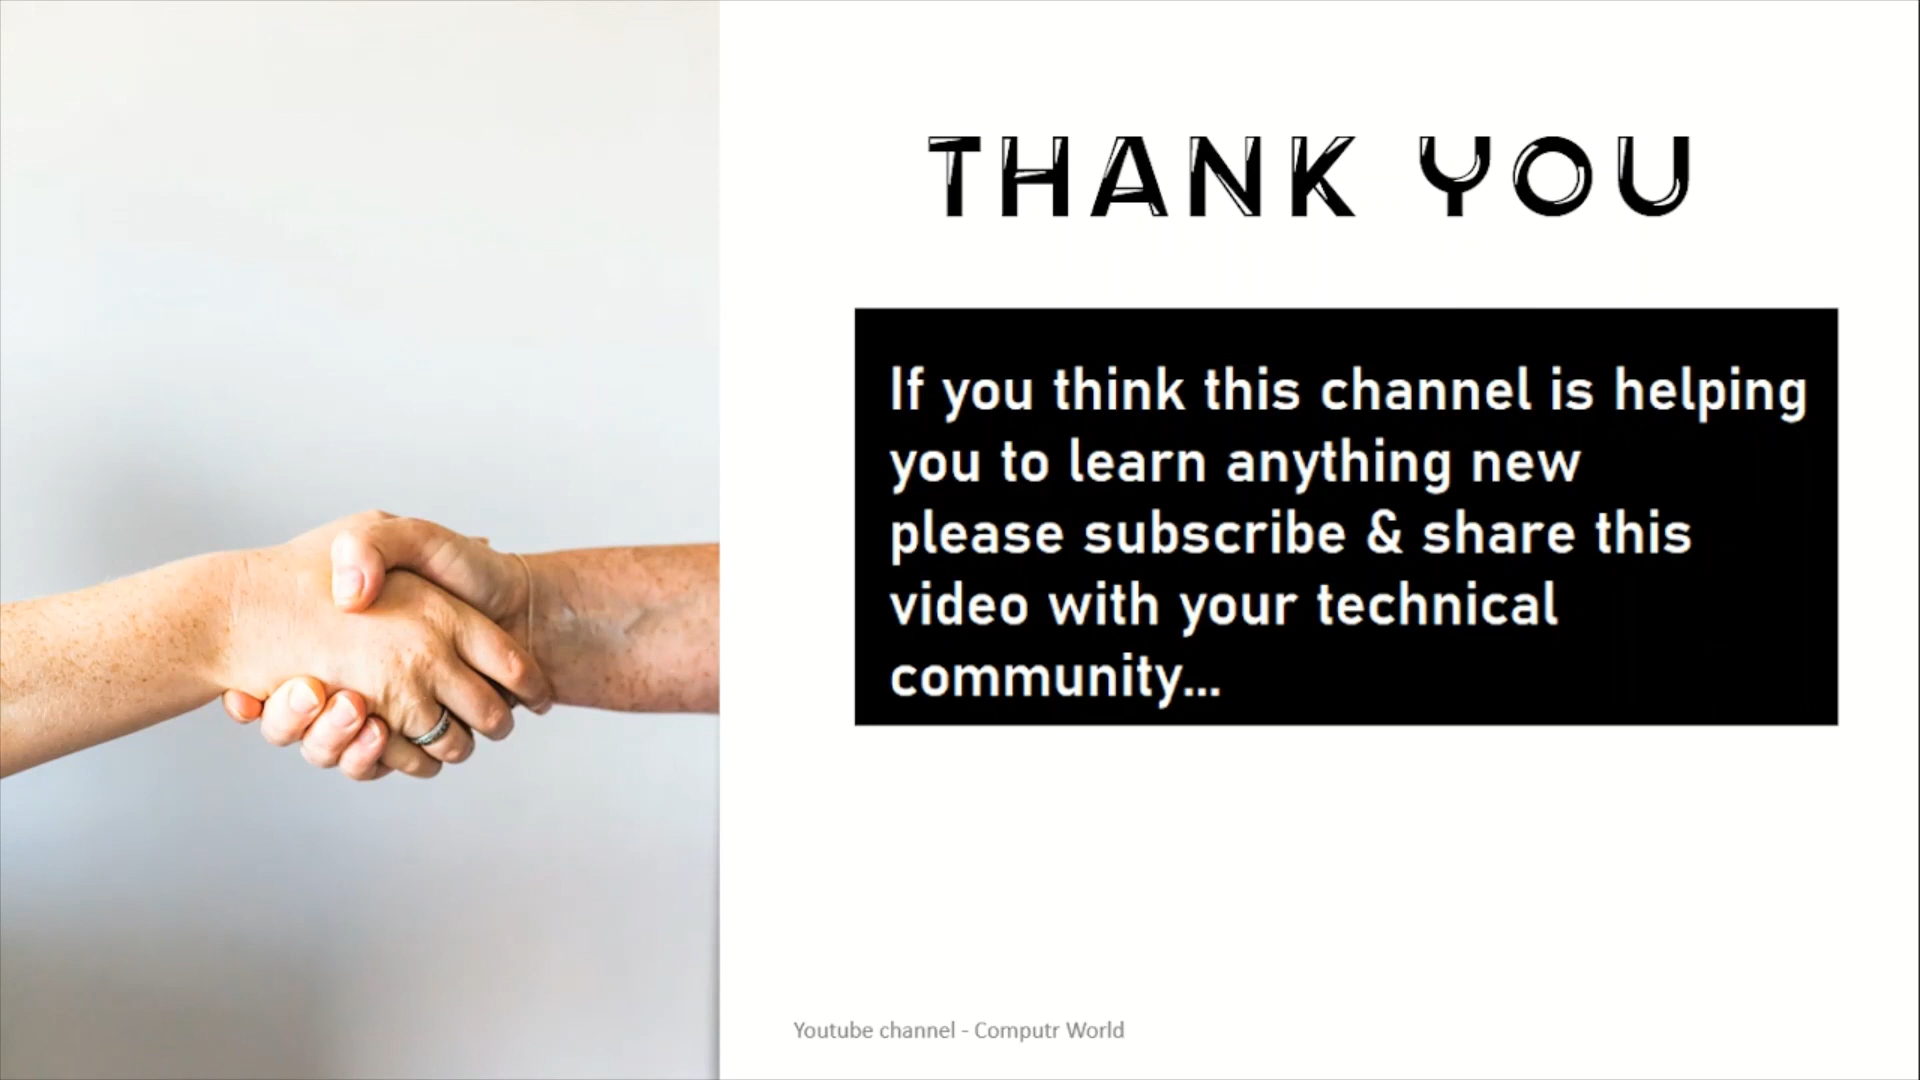 THANK YOU
If you think this channel is helping
you to learn anything new
please subscribe & share this
video with your technical
community...
Youtube channel - Computr World